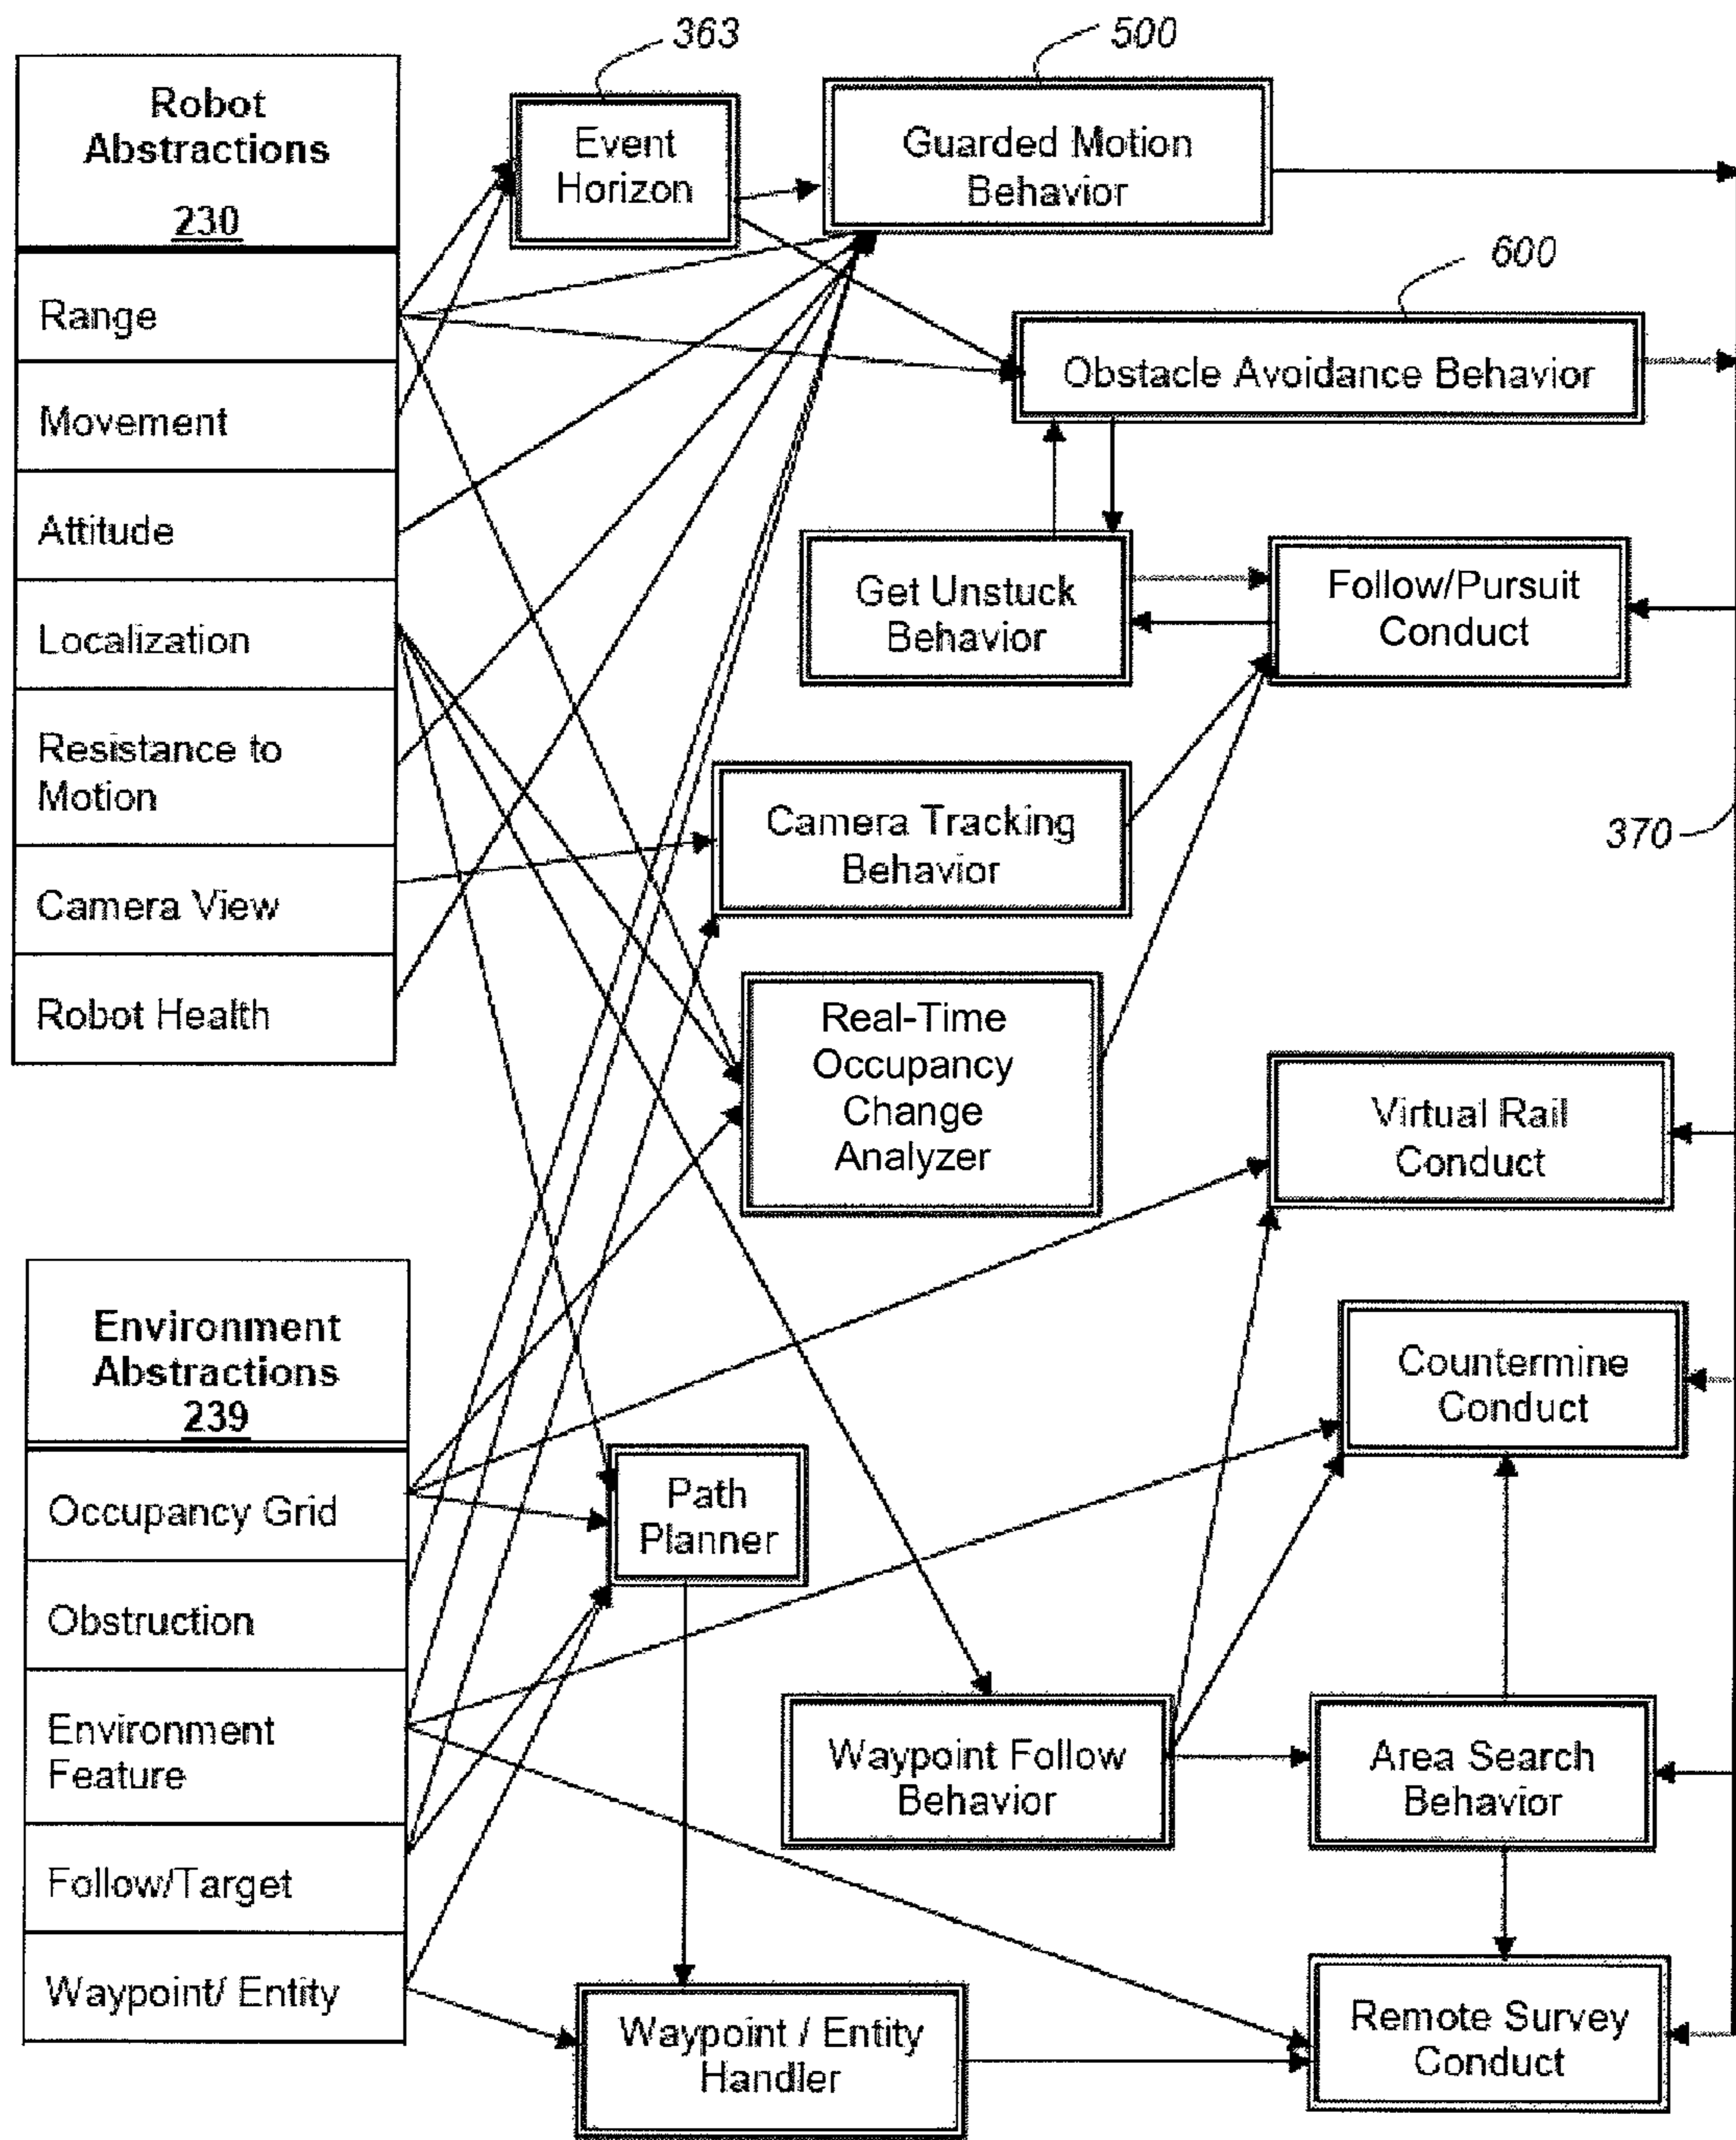 363
500
Robot
Abstractions
230
Range
Movement
Attitude
Localization
Resistance to
Motion
Camera View
Robot Health
Event
Horizon
Guarded Motion
Behavior
600
Obstacle Avoidance Behavior
Get Unstuck
Behavior
Follow/Pursuit
Conduct
370
Camera Tracking
Behavior
Real-Time
Occupancy
Change
Analyzer
Virtual Rail
Conduct
Environment
Abstractions
239
Occupancy Grid
Obstruction
Environment
Feature
Follow/Target
Waypoint/ Entity
Countermine
Conduct
Path
Planner
Waypoint Follow
Behavior
Area Search
Behavior
Waypoint / Entity
Handler
Remote Survey
Conduct